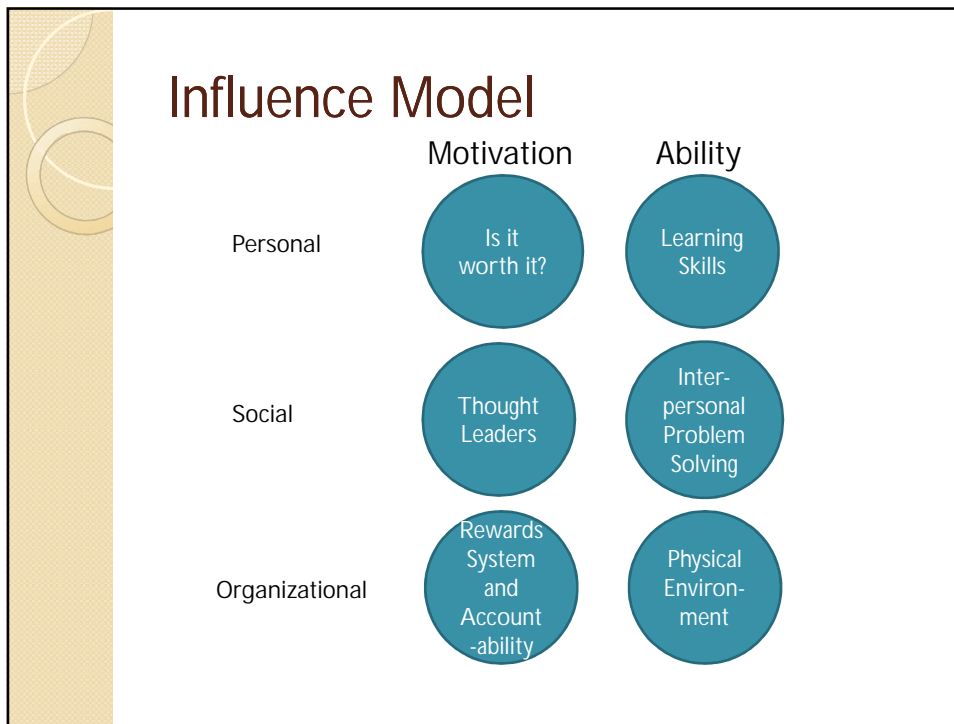 Influence Model
Motivation Ability
Personal
Is it
worth it?
Learning
Skills
Social
Thought
Leaders
Inter-
personal
Problem
Solving
Organizational
Rewards
System
and
Account
-ability
Physical
Environ-
ment